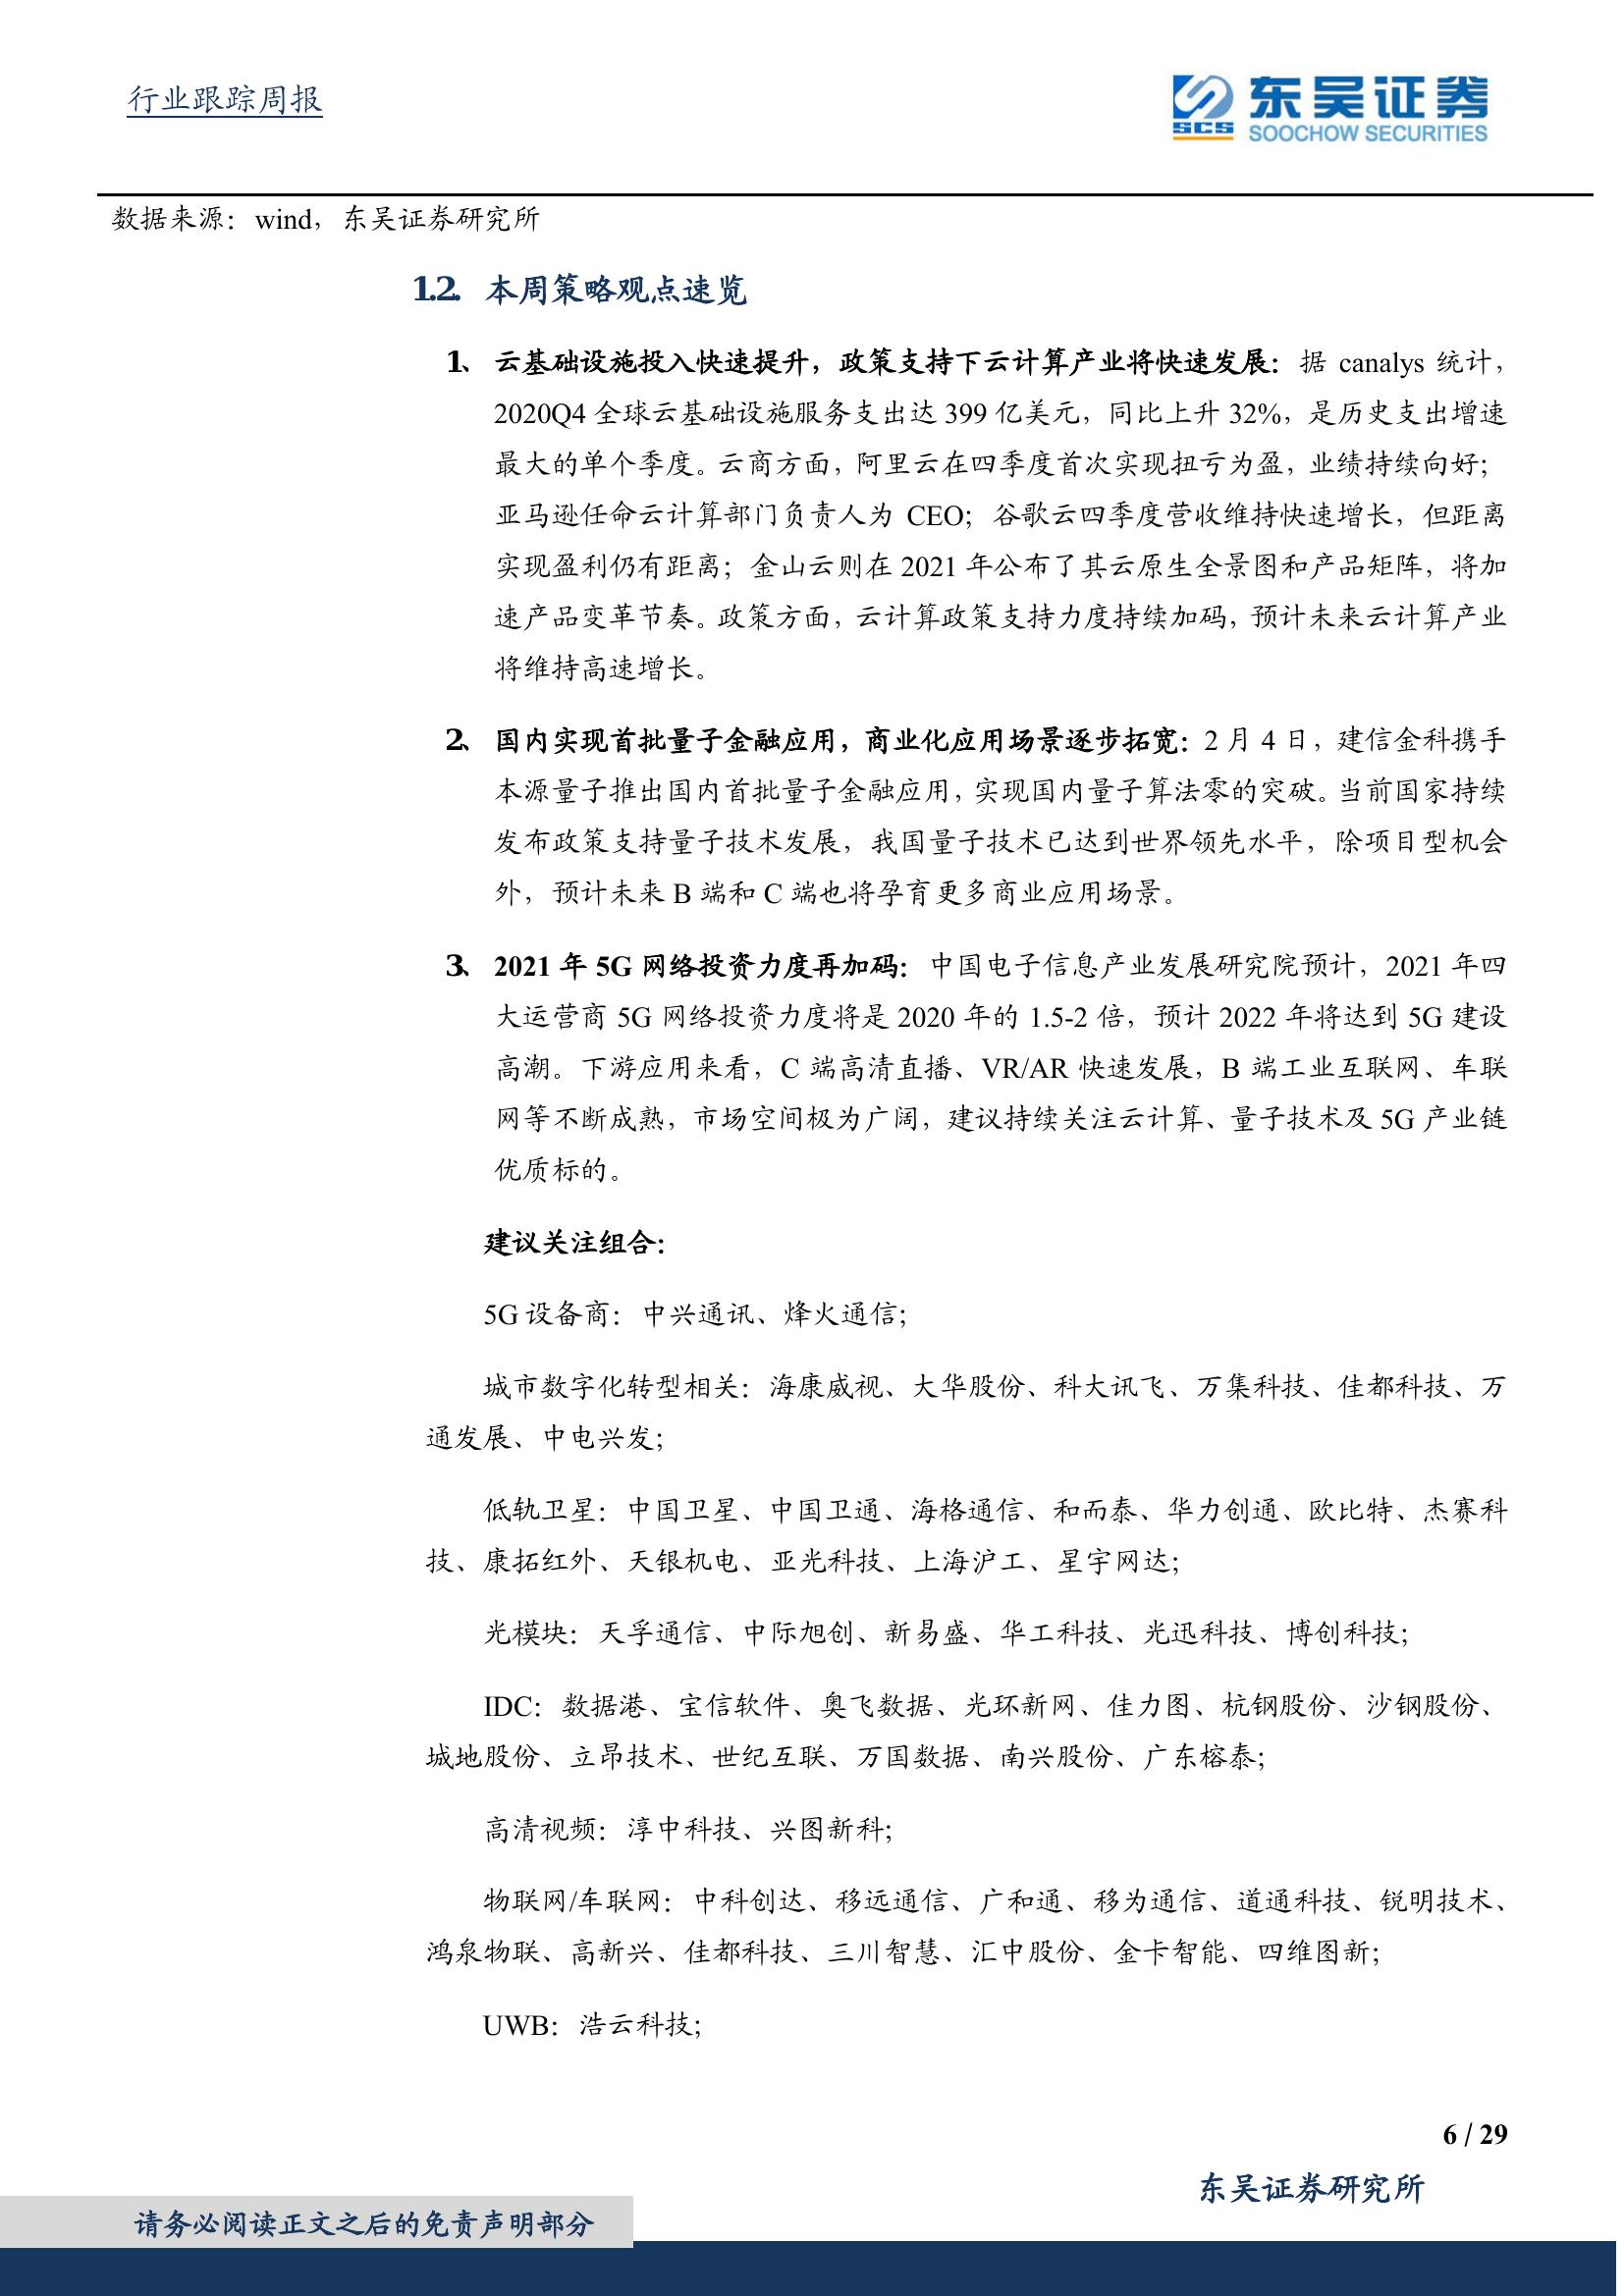 行业跟踪周报
SCS
东吴证券
SOOCHOW SECURITIES
数据来源：wind，东吴证券研究所
1.2. 本周策略观点速览
1、 云基础设施投入快速提升，政策支持下云计算产业将快速发展：据 canalys 统计，
2020Q4 全球云基础设施服务支出达 399 亿美元，同比上升 32%，是历史支出增速
最大的单个季度。云商方面，阿里云在四季度首次实现扭亏为盈，业绩持续向好；
亚马逊任命云计算部门负责人为 CEO；谷歌云四季度营收维持快速增长，但距离
实现盈利仍有距离；金山云则在 2021 年公布了其云原生全景图和产品矩阵，将加
速产品变革节奏。政策方面，云计算政策支持力度持续加码，预计未来云计算产业
将维持高速增长。
2、 国内实现首批量子金融应用，商业化应用场景逐步拓宽：2 月 4 日，建信金科携手
本源量子推出国内首批量子金融应用，实现国内量子算法零的突破。当前国家持续
发布政策支持量子技术发展，我国量子技术已达到世界领先水平，除项目型机会
外，预计未来 B 端和 C 端也将孕育更多商业应用场景。
3、 2021 年 5G 网络投资力度再加码：中国电子信息产业发展研究院预计，2021 年四
大运营商 5G 网络投资力度将是 2020 年的 1.5-2 倍，预计 2022 年将达到 5G 建设
高潮。下游应用来看，C 端高清直播、VR/AR 快速发展，B 端工业互联网、车联
网等不断成熟，市场空间极为广阔，建议持续关注云计算、量子技术及 5G 产业链
优质标的。
建议关注组合：
5G 设备商：中兴通讯、烽火通信；
城市数字化转型相关：海康威视、大华股份、科大讯飞、万集科技、佳都科技、万
通发展、中电兴发；
低轨卫星：中国卫星、中国卫通、海格通信、和而泰、华力创通、欧比特、杰赛科
技、康拓红外、天银机电、亚光科技、上海沪工、星宇网达；
光模块：天孚通信、中际旭创、新易盛、华工科技、光迅科技、博创科技；
IDC：数据港、宝信软件、奥飞数据、光环新网、佳力图、杭钢股份、沙钢股份、
城地股份、立昂技术、世纪互联、万国数据、南兴股份、广东榕泰；
高清视频：淳中科技、兴图新科；
物联网/车联网：中科创达、移远通信、广和通、移为通信、道通科技、锐明技术、
鸿泉物联、高新兴、佳都科技、三川智慧、汇中股份、金卡智能、四维图新；
UWB：浩云科技；
6 / 29
东吴证券研究所
请务必阅读正文之后的免责声明部分